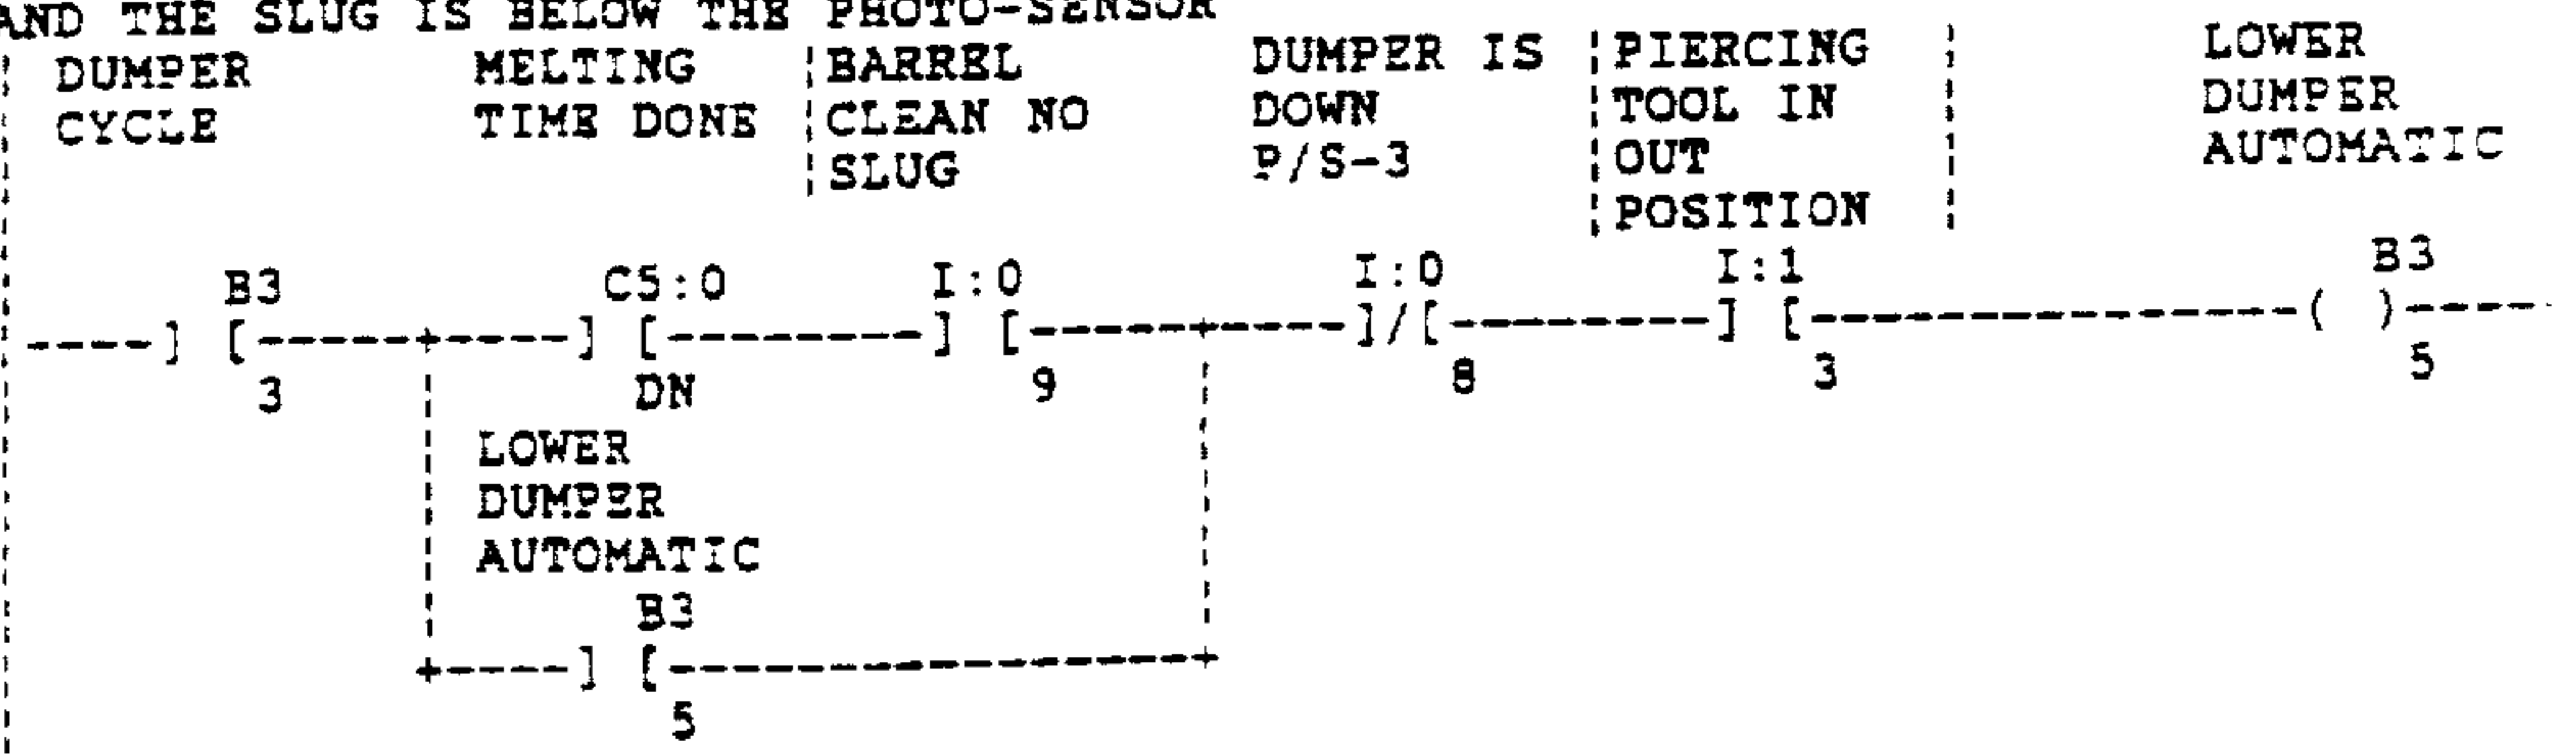 AND THE SLUG IS BELOW THE PHOTO-SENSOR
DUMPER MELTING BARREL DUMPER IS PIERCING LOWER
CYCLE TIME DONE CLEAN NO DOWN TOOL IN DUMPER
SLUG P/S-3 OUT AUTOMATIC
POSITION
B3 C5:0 I:0 I:0 I:1 B3
----] [-----+----] [--------] [------+-----]/[--------] [---------------( )-----
3 DN 9 8 3 5
LOWER
DUMPER
AUTOMATIC
B3
+----] [-----------------+
5